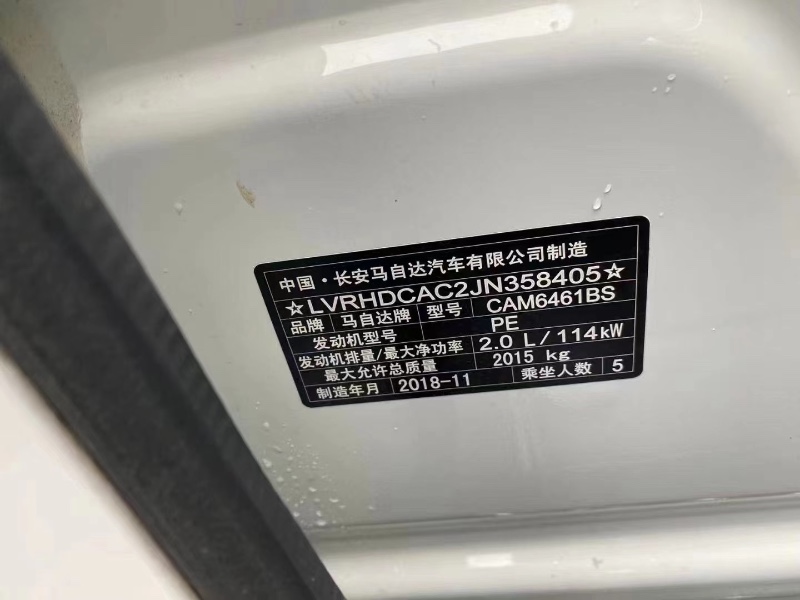 中国·长安马自达汽车有限公司制造
☆LVRHDCAC2JN358405☆
品牌 马自达牌 型号 CAM6461BS
发动机型号 PE
发动机排量/最大净功率 2.0 L/114kW
最大允许总质量 2015 kg
制造年月 2018-11 乘坐人数 5